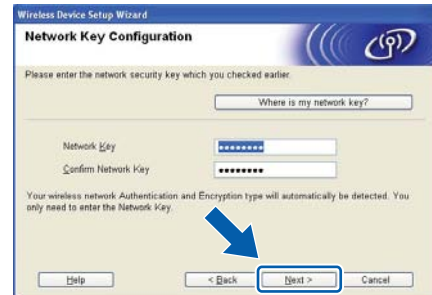 Wireless Device Setup Wizard
Network Key Configuration
Please enter the network security key which you checked earlier.
Where is my network key?
Network Key
Confirm Network Key
Your wireless network Authentication and Encryption type will automatically be detected. You
only need to enter the Network Key.
Help
< Back
Next >
Cancel